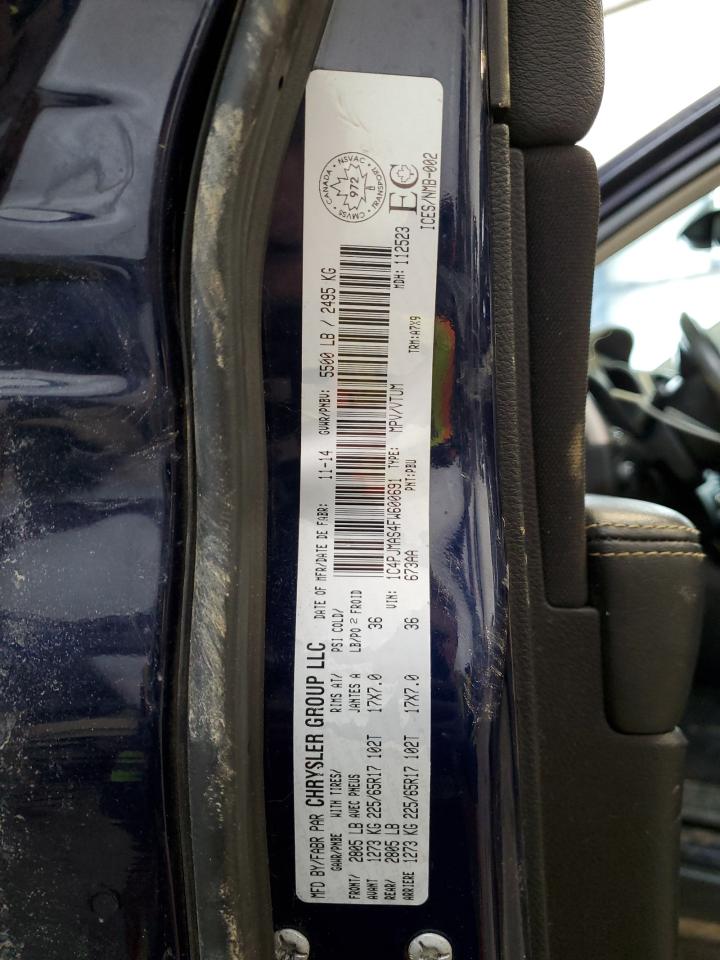 MFD BY/FABR PAR CHRYSLER GROUP LLC
DATE OF MFR/DATE DE FABR: 11-14 GVWR/PNBV: 5500 LB / 2495 KG
GAWR/PNBE WITH TIRES/ RIMS AT/ PSI COLD/
FRONT/ 2805 LB AVEC PNEUS JANTES A LB/PO² FROID
AVANT 1273 KG 225/65R17 102T 17X7.0 36
REAR/ 2805 LB
ARRIERE 1273 KG 225/65R17 102T 17X7.0 36
VIN: 1C4PJMAS4FW600691 TYPE: MPV/VTUM
673AA PNT:PBU TRM:A7X9
MDH: 112523
CANADA NSVAC TRANSPORT CMVSS
972
EC
ICES/NMB-002